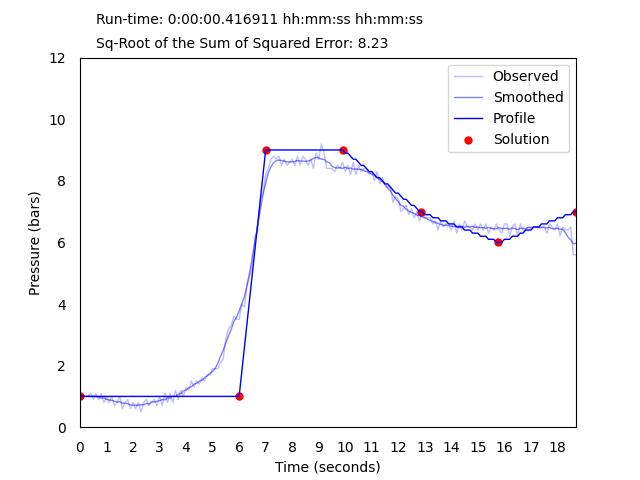 Run-time: 0:00:00.416911 hh:mm:ss hh:mm:ss
Sq-Root of the Sum of Squared Error: 8.23
12
10
8
6
4
2
0
Pressure (bars)
Observed
Smoothed
Profile
Solution
0 1 2 3 4 5 6 7 8 9 10 11 12 13 14 15 16 17 18
Time (seconds)